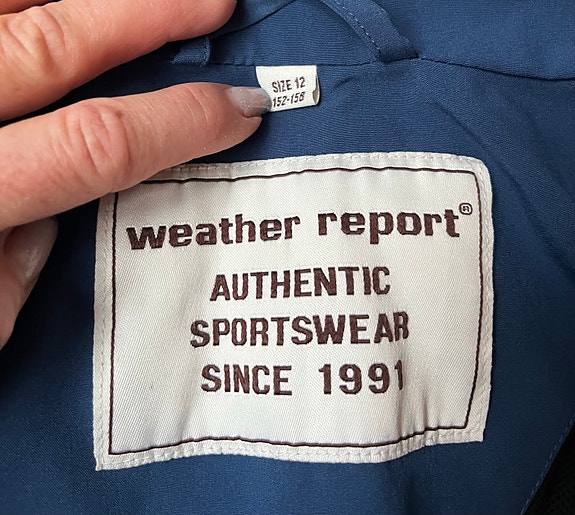 SIZE 12
152-158
weather report®
AUTHENTIC
SPORTSWEAR
SINCE 1991